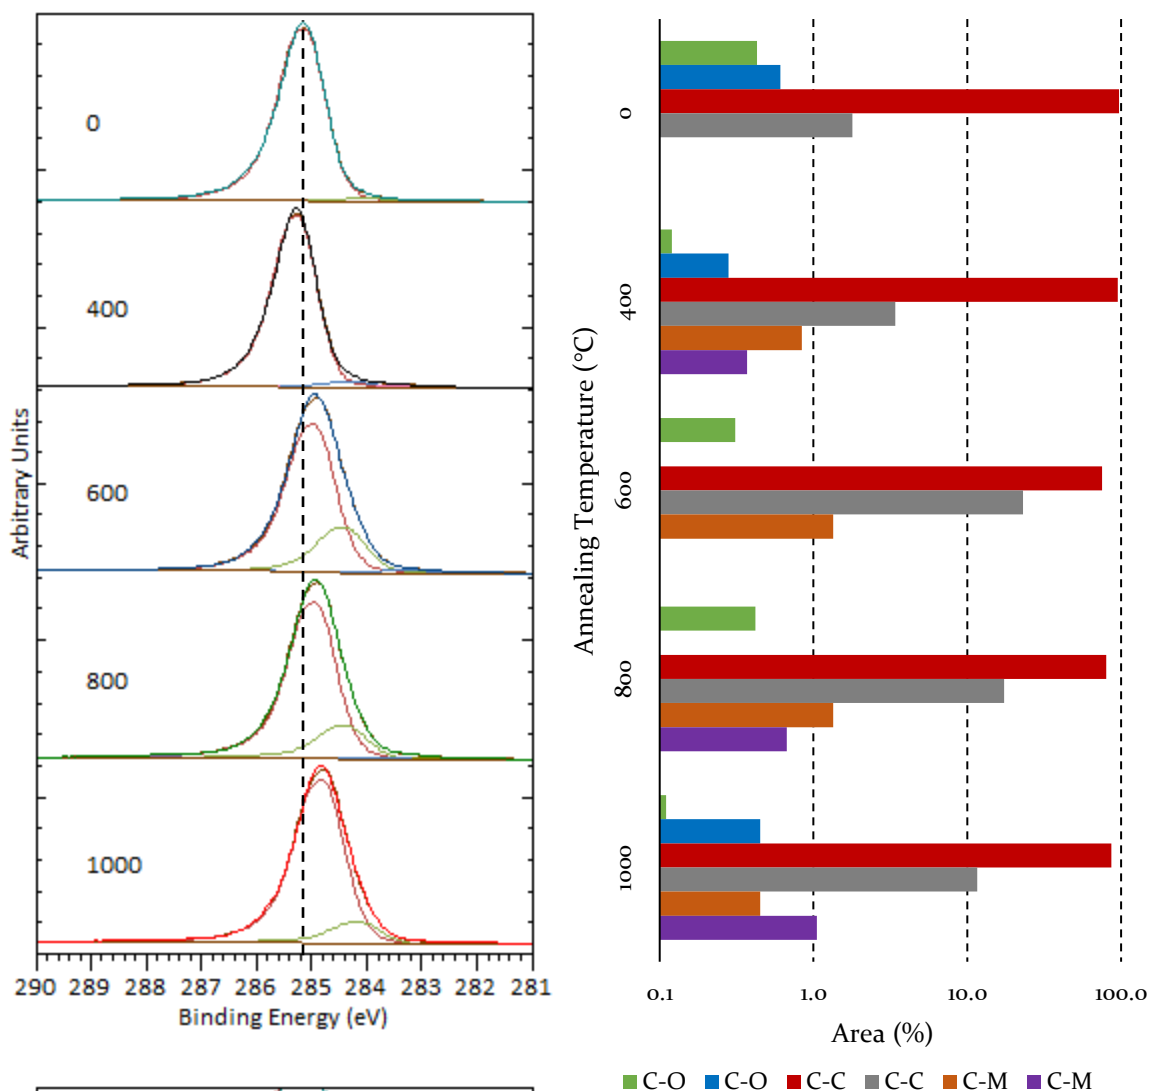 0
400
600
800
1000
Arbitrary Units
290 289 288 287 286 285 284 283 282 281
Binding Energy (eV)
0
400
600
800
1000
Annealing Temperature (°C)
0.1 1.0 10.0 100.0
Area (%)
C-O C-O C-C C-C C-M C-M